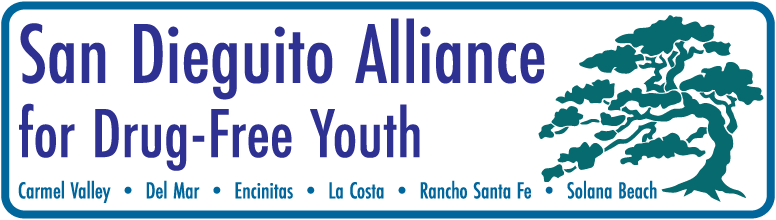 San Dieguito Alliance
for Drug-Free Youth
Carmel Valley • Del Mar • Encinitas • La Costa • Rancho Santa Fe • Solana Beach